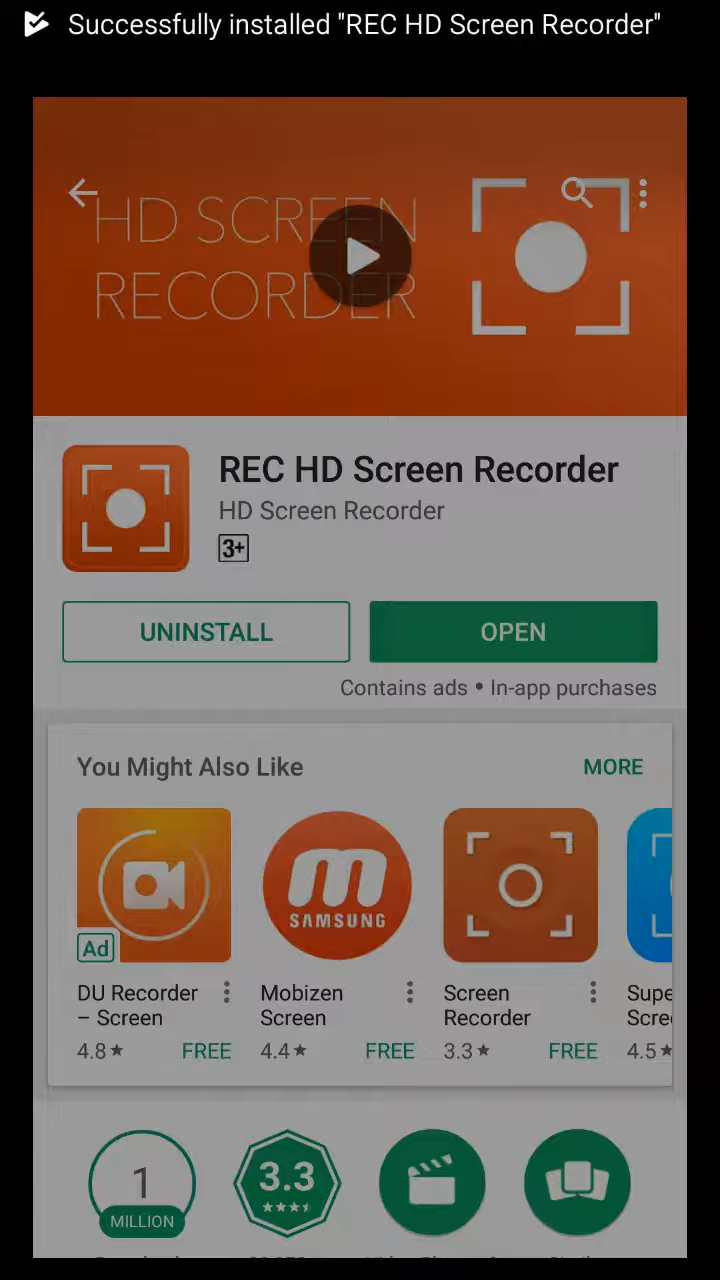 Successfully installed "REC HD Screen Recorder"
HD SCREEN
RECORDER
REC HD Screen Recorder
HD Screen Recorder
3+
UNINSTALL
OPEN
Contains ads • In-app purchases
You Might Also Like
MORE
SAMSUNG
Ad
DU Recorder
– Screen
4.8★ FREE
Mobizen
Screen
4.4★ FREE
Screen
Recorder
3.3★ FREE
Supe
Scree
4.5★
1
MILLION
3.3